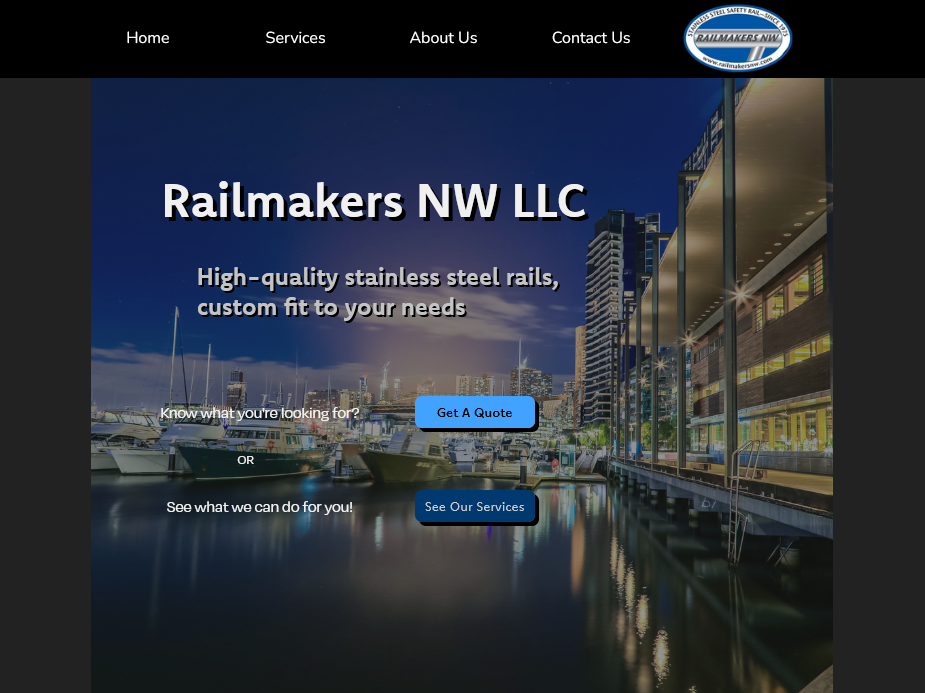 Home
Services
About Us
Contact Us
STAINLESS STEEL SAFETY RAIL—SINCE 1975
RAILMAKERS NW
www.railmakersnw.com
Railmakers NW LLC
High-quality stainless steel rails,
custom fit to your needs
Know what you're looking for?
Get A Quote
OR
See what we can do for you!
See Our Services